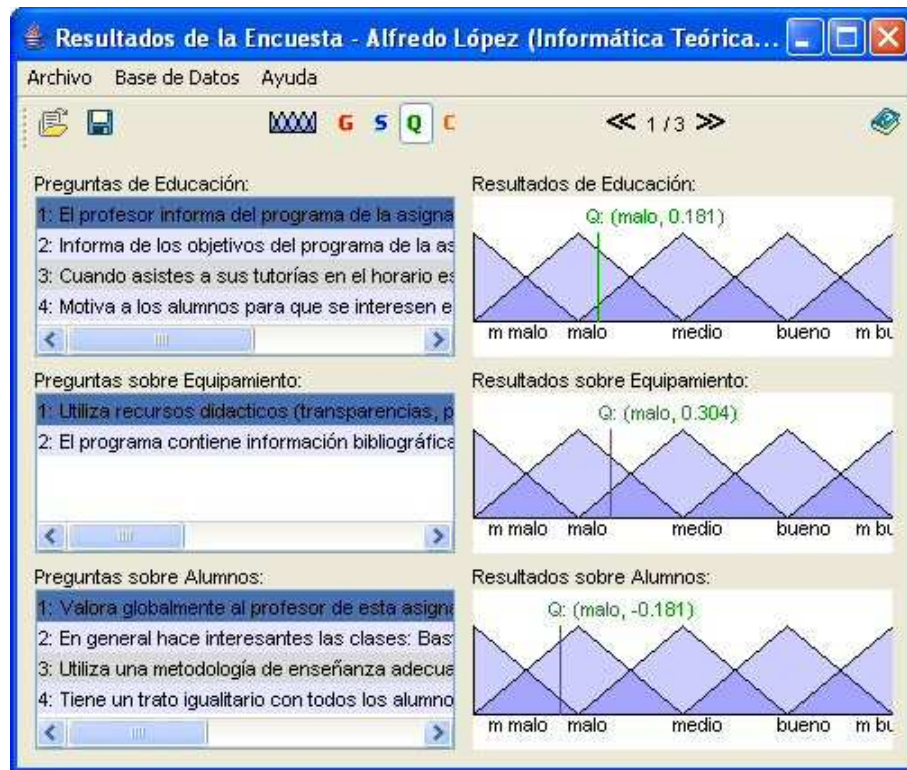 Resultados de la Encuesta - Alfredo López (Informática Teórica...
Archivo Base de Datos Ayuda
G S Q C 1 / 3
Preguntas de Educación:
1: El profesor informa del programa de la asigna
2: Informa de los objetivos del programa de la as
3: Cuando asistes a sus tutorías en el horario es
4: Motiva a los alumnos para que se interesen e
Resultados de Educación:
Q: (malo, 0.181)
m malo malo medio bueno m bu
Preguntas sobre Equipamiento:
1: Utiliza recursos didacticos (transparencias, p
2: El programa contiene información bibliográfica
Resultados sobre Equipamiento:
Q: (malo, 0.304)
m malo malo medio bueno m bu
Preguntas sobre Alumnos:
1: Valora globalmente al profesor de esta asigna
2: En general hace interesantes las clases: Bas
3: Utiliza una metodología de enseñanza adecua
4: Tiene un trato igualitario con todos los alumno
Resultados sobre Alumnos:
Q: (malo, -0.181)
m malo malo medio bueno m bu